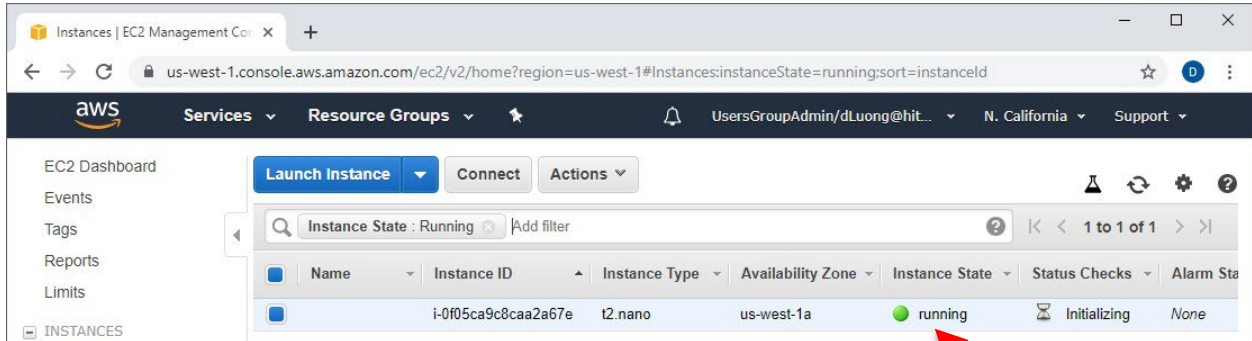 Instances | EC2 Management Cor
us-west-1.console.aws.amazon.com/ec2/v2/home?region=us-west-1#Instances:instanceState=running;sort=instanceId
D
aws Services Resource Groups UsersGroupAdmin/dLuong@hit... N. California Support
EC2 Dashboard
Events
Tags
Reports
Limits
INSTANCES
Launch Instance Connect Actions
Instance State : Running Add filter 1 to 1 of 1
Name Instance ID Instance Type Availability Zone Instance State Status Checks Alarm Sta
i-0f05ca9c8caa2a67e t2.nano us-west-1a running Initializing None